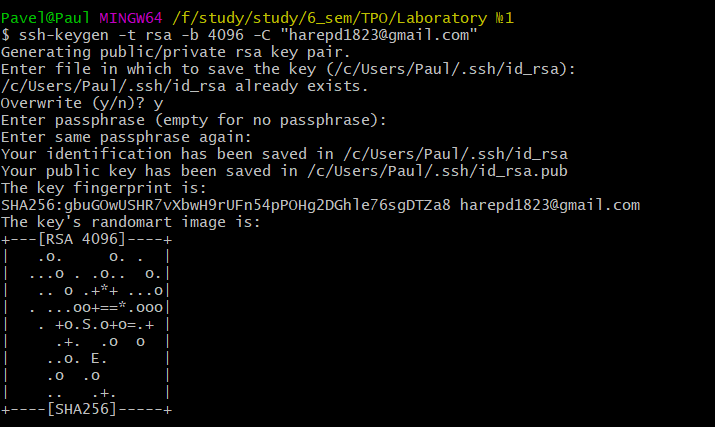 Pavel@Paul MINGW64 /f/study/study/6_sem/TPO/Laboratory №1
$ ssh-keygen -t rsa -b 4096 -C "harepd1823@gmail.com"
Generating public/private rsa key pair.
Enter file in which to save the key (/c/Users/Paul/.ssh/id_rsa):
/c/Users/Paul/.ssh/id_rsa already exists.
Overwrite (y/n)? y
Enter passphrase (empty for no passphrase):
Enter same passphrase again:
Your identification has been saved in /c/Users/Paul/.ssh/id_rsa
Your public key has been saved in /c/Users/Paul/.ssh/id_rsa.pub
The key fingerprint is:
SHA256:gbuGOwUSHR7vXbwH9rUFn54pPOHg2DGhle76sgDTZa8 harepd1823@gmail.com
The key's randomart image is:
+---[RSA 4096]----+
|   .o.     o. .  |
|  ...o . .o..  o.|
|   .. o .+*+ ...o|
|  . ...oo+==*.ooo|
|   . +o.S.o+o=.+ |
|     .+.  .o  o  |
|    ..o. E.      |
|    .o  .o       |
|    ..   .+.     |
+----[SHA256]-----+